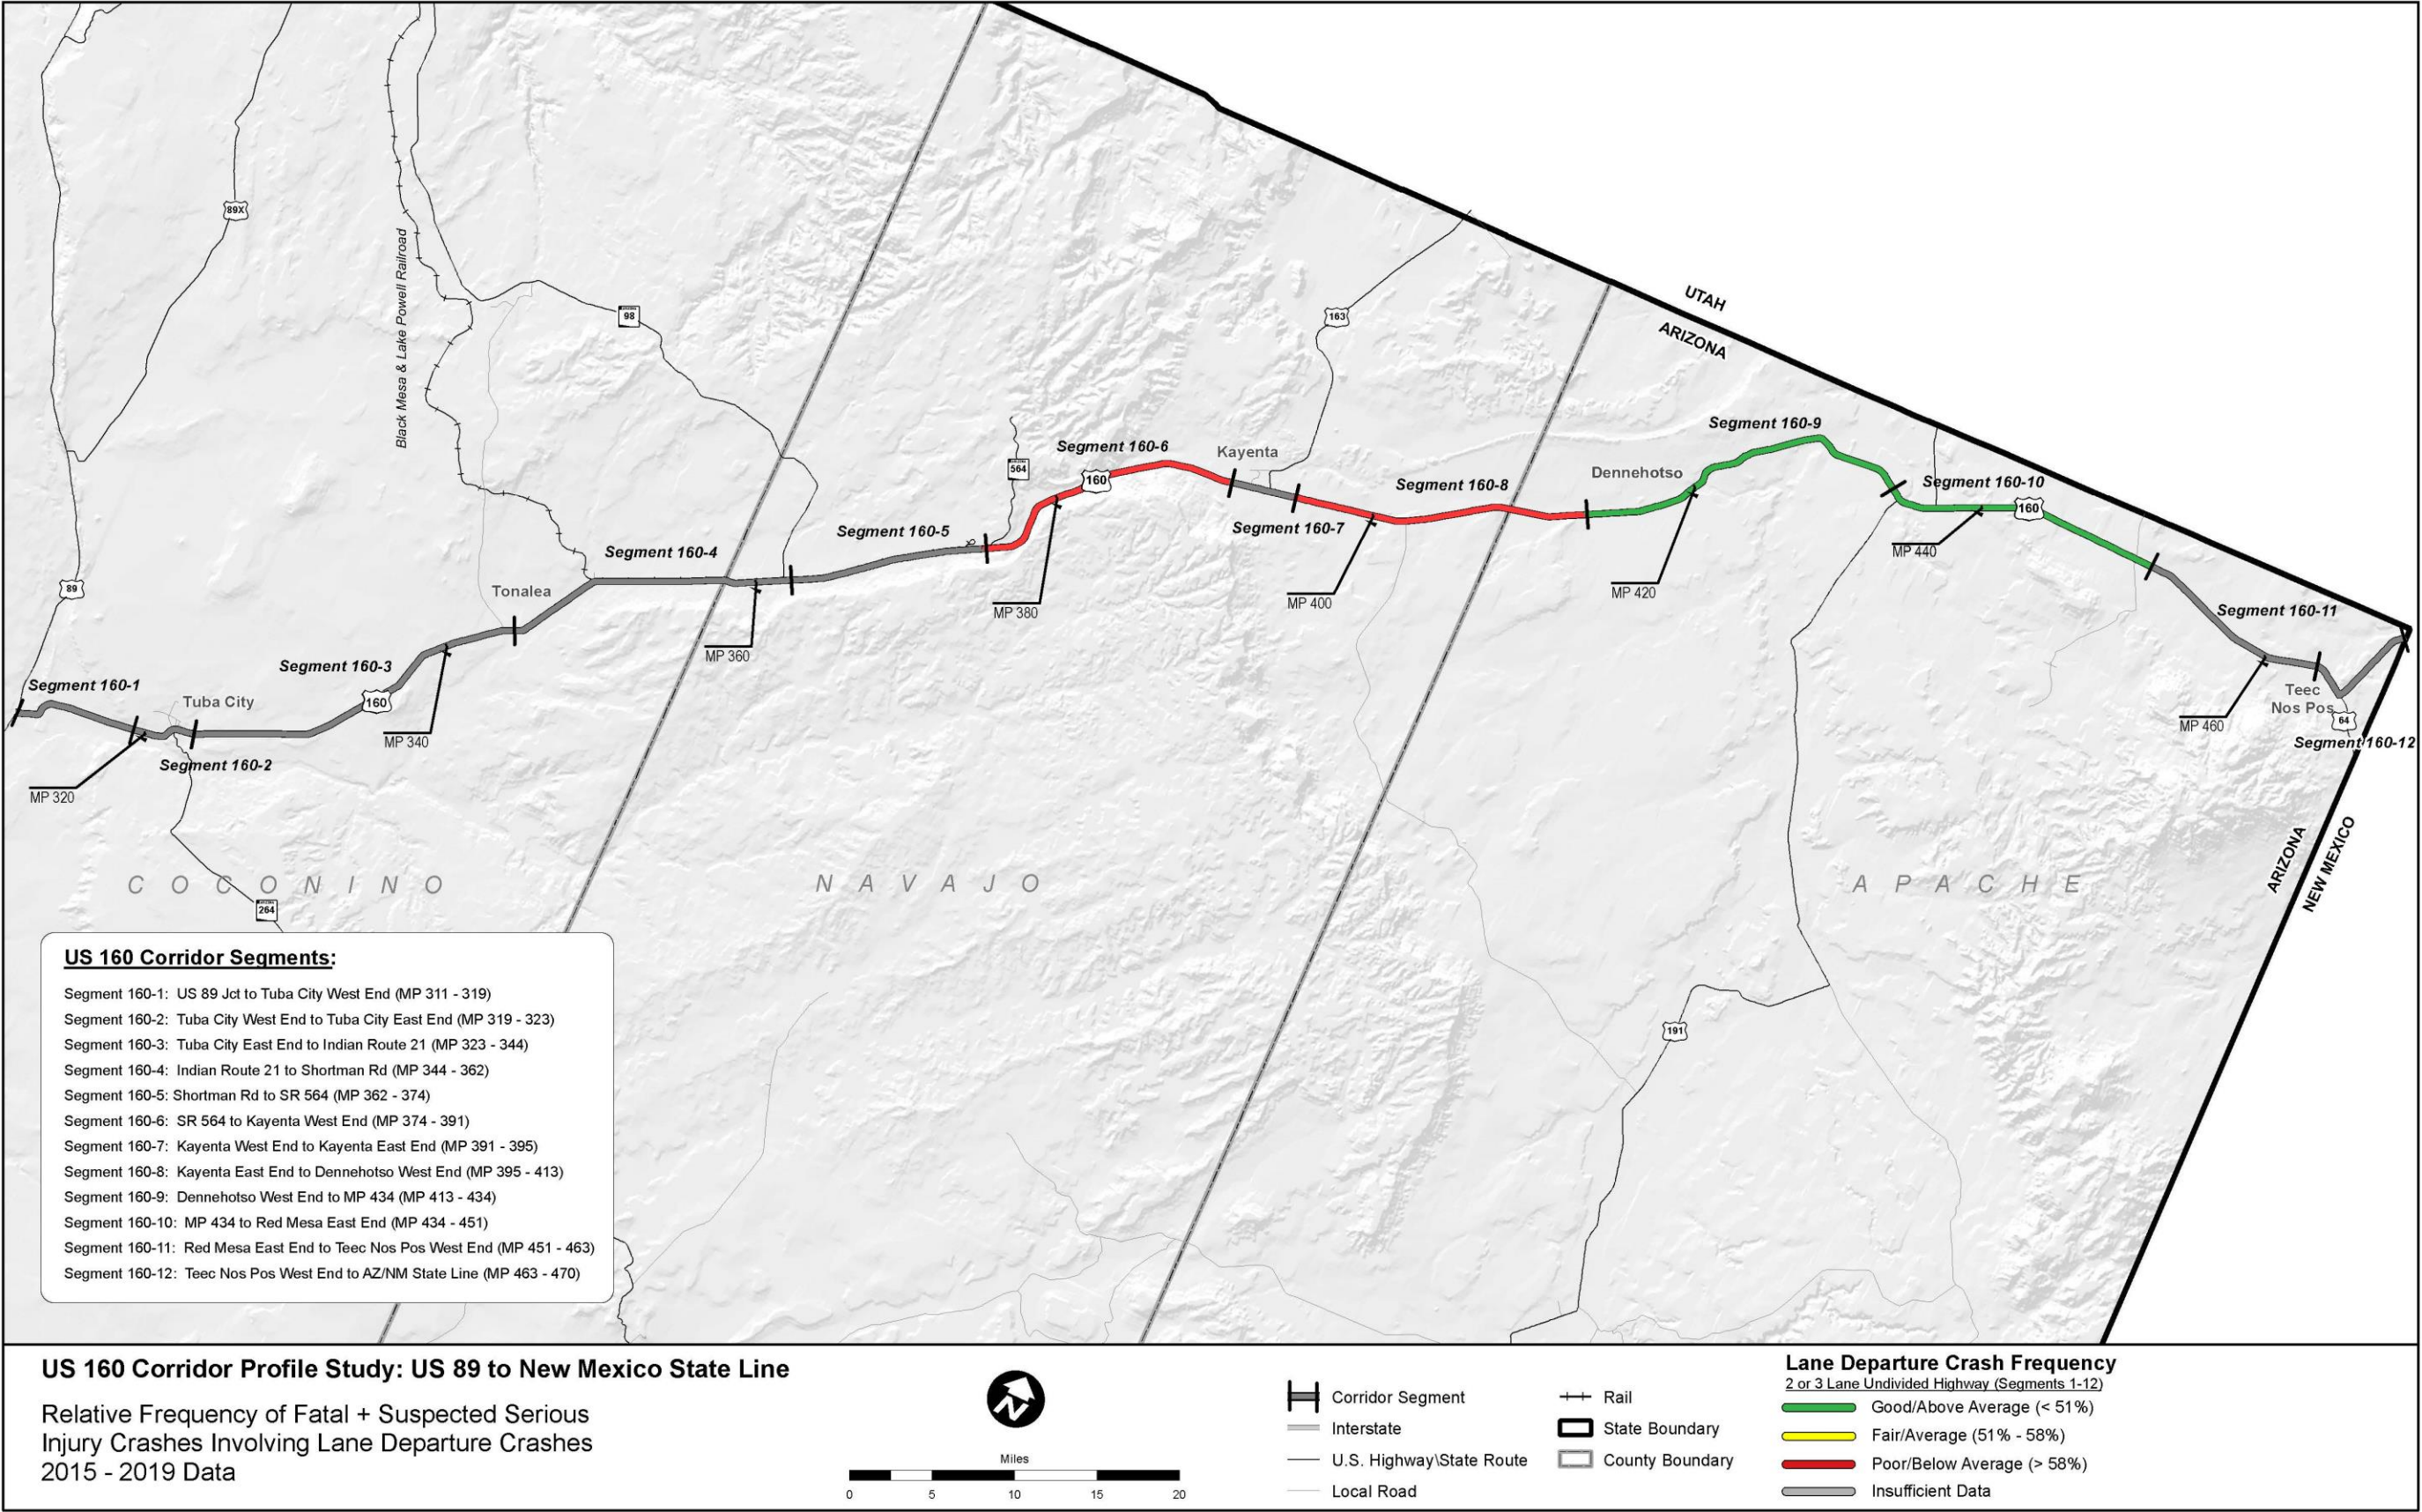 89X
Black Mesa & Lake Powell Railroad
98
163
UTAH
ARIZONA
Segment 160-9
Segment 160-6
Kayenta
564
160
Dennehotso
Segment 160-8
Segment 160-10
160
Segment 160-7
Segment 160-5
Segment 160-4
MP 440
89
Tonalea
MP 420
MP 400
MP 380
Segment 160-11
MP 360
Segment 160-3
Segment 160-1
Tuba City
160
Teec
Nos Pos
64
MP 460
MP 340
Segment 160-12
Segment 160-2
MP 320
ARIZONA
NEW MEXICO
COCONINO
NAVAJO
APACHE
264
191
US 160 Corridor Segments:
Segment 160-1: US 89 Jct to Tuba City West End (MP 311 - 319)
Segment 160-2: Tuba City West End to Tuba City East End (MP 319 - 323)
Segment 160-3: Tuba City East End to Indian Route 21 (MP 323 - 344)
Segment 160-4: Indian Route 21 to Shortman Rd (MP 344 - 362)
Segment 160-5: Shortman Rd to SR 564 (MP 362 - 374)
Segment 160-6: SR 564 to Kayenta West End (MP 374 - 391)
Segment 160-7: Kayenta West End to Kayenta East End (MP 391 - 395)
Segment 160-8: Kayenta East End to Dennehotso West End (MP 395 - 413)
Segment 160-9: Dennehotso West End to MP 434 (MP 413 - 434)
Segment 160-10: MP 434 to Red Mesa East End (MP 434 - 451)
Segment 160-11: Red Mesa East End to Teec Nos Pos West End (MP 451 - 463)
Segment 160-12: Teec Nos Pos West End to AZ/NM State Line (MP 463 - 470)
US 160 Corridor Profile Study: US 89 to New Mexico State Line
Relative Frequency of Fatal + Suspected Serious
Injury Crashes Involving Lane Departure Crashes
2015 - 2019 Data
N
Miles
0 5 10 15 20
Corridor Segment
Interstate
U.S. Highway\State Route
Local Road
Rail
State Boundary
County Boundary
Lane Departure Crash Frequency
2 or 3 Lane Undivided Highway (Segments 1-12)
Good/Above Average (< 51%)
Fair/Average (51% - 58%)
Poor/Below Average (> 58%)
Insufficient Data